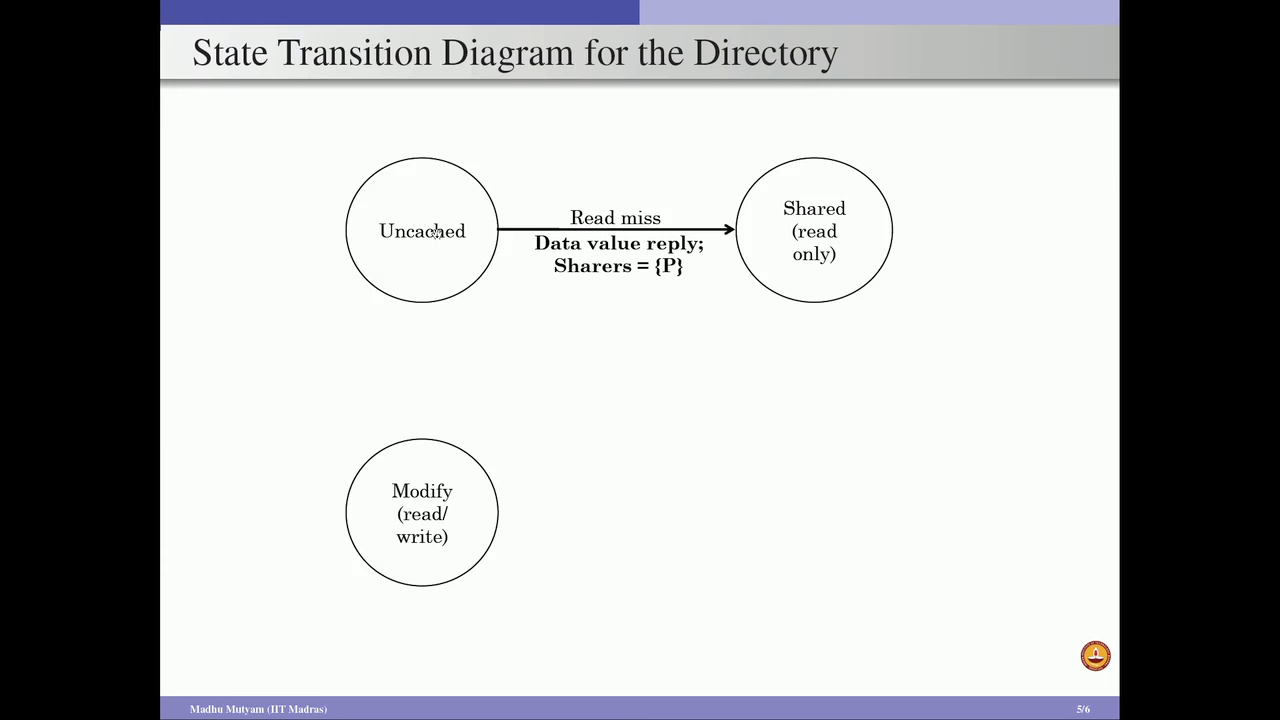 State Transition Diagram for the Directory
Uncached
Read miss
Data value reply;
Sharers = {P}
Shared
(read
only)
Modify
(read/
write)
Madhu Mutyam (IIT Madras)
5/6